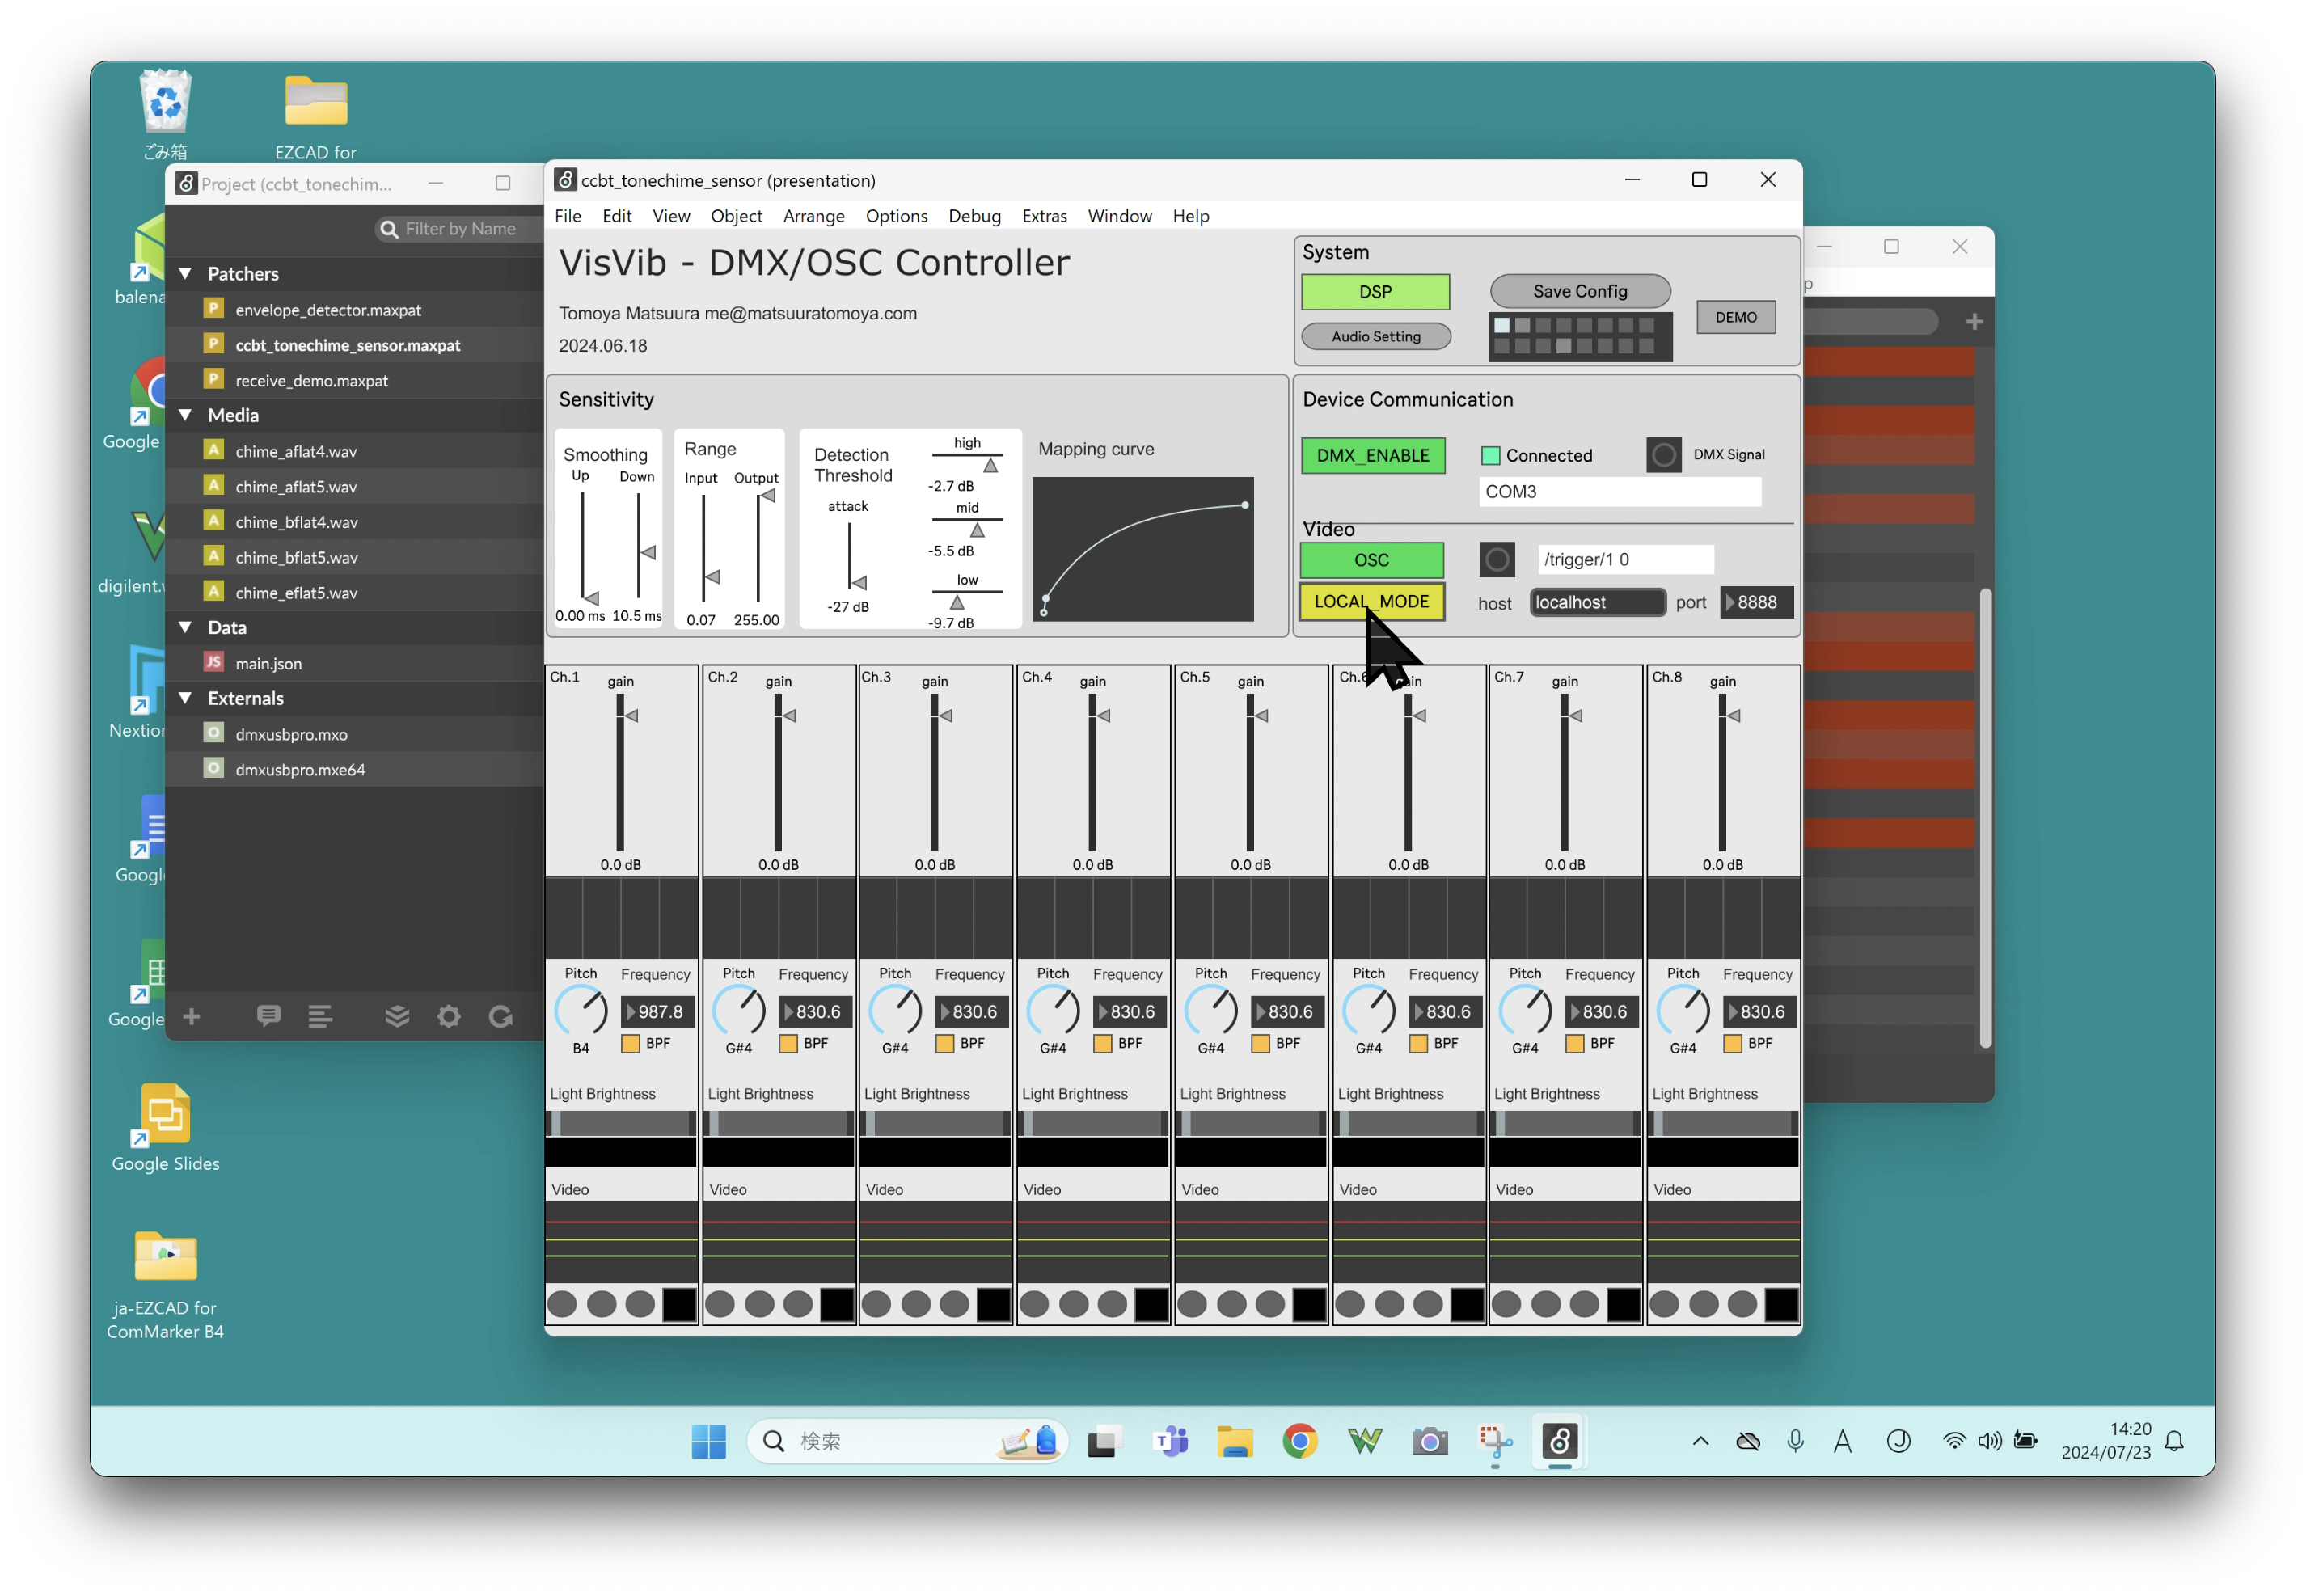 ごみ箱
EZCAD for
balena
Google
digilent.
Nextion
Google
Google
Google Slides
ja-EZCAD for
ComMarker B4
Project (ccbt_tonechim...
Filter by Name
Patchers
envelope_detector.maxpat
ccbt_tonechime_sensor.maxpat
receive_demo.maxpat
Media
chime_aflat4.wav
chime_aflat5.wav
chime_bflat4.wav
chime_bflat5.wav
chime_eflat5.wav
Data
main.json
Externals
dmxusbpro.mxo
dmxusbpro.mxe64
ccbt_tonechime_sensor (presentation)
File Edit View Object Arrange Options Debug Extras Window Help
VisVib - DMX/OSC Controller
Tomoya Matsuura me@matsuuratomoya.com
2024.06.18
System
DSP
Save Config
Audio Setting
DEMO
Sensitivity
Smoothing
Up Down
0.00 ms 10.5 ms
Range
Input Output
0.07 255.00
Detection
Threshold
attack
-27 dB
high
-2.7 dB
mid
-5.5 dB
low
-9.7 dB
Mapping curve
Device Communication
DMX_ENABLE
Connected
DMX Signal
COM3
Video
OSC
/trigger/1 0
LOCAL_MODE
host localhost port 8888
Ch.1 gain Ch.2 gain Ch.3 gain Ch.4 gain Ch.5 gain Ch.6 gain Ch.7 gain Ch.8 gain
0.0 dB 0.0 dB 0.0 dB 0.0 dB 0.0 dB 0.0 dB 0.0 dB 0.0 dB
Pitch Frequency Pitch Frequency Pitch Frequency Pitch Frequency Pitch Frequency Pitch Frequency Pitch Frequency Pitch Frequency
987.8 830.6 830.6 830.6 830.6 830.6 830.6 830.6
B4 BPF G#4 BPF G#4 BPF G#4 BPF G#4 BPF G#4 BPF G#4 BPF G#4 BPF
Light Brightness Light Brightness Light Brightness Light Brightness Light Brightness Light Brightness Light Brightness Light Brightness
Video Video Video Video Video Video Video Video
p
検索
A
14:20
2024/07/23